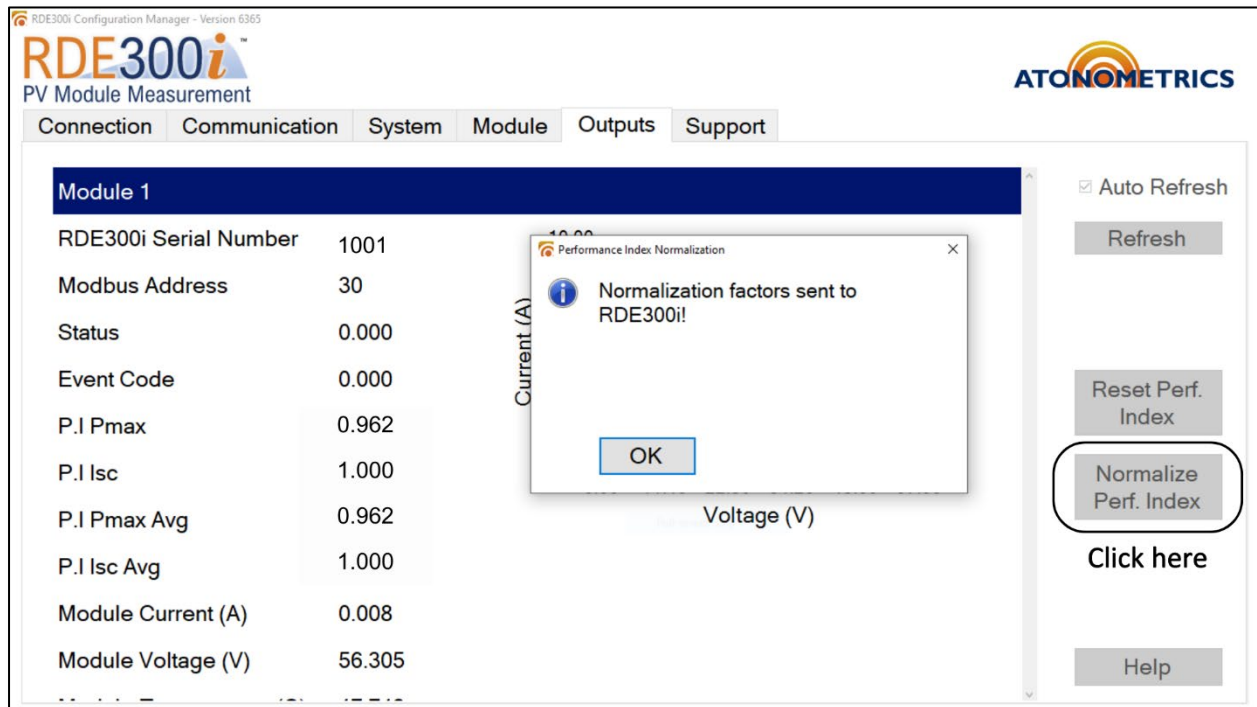 RDE300i Configuration Manager - Version 6365
RDE300i™
PV Module Measurement
ATONOMETRICS
Connection Communication System Module Outputs Support
Module 1
Auto Refresh
RDE300i Serial Number 1001
Refresh
Modbus Address 30
Status 0.000
Event Code 0.000
P.I Pmax 0.962
P.I Isc 1.000
P.I Pmax Avg 0.962
P.I Isc Avg 1.000
Module Current (A) 0.008
Module Voltage (V) 56.305
Current (A)
Voltage (V)
Performance Index Normalization
Normalization factors sent to
RDE300i!
OK
Reset Perf.
Index
Normalize
Perf. Index
Click here
Help